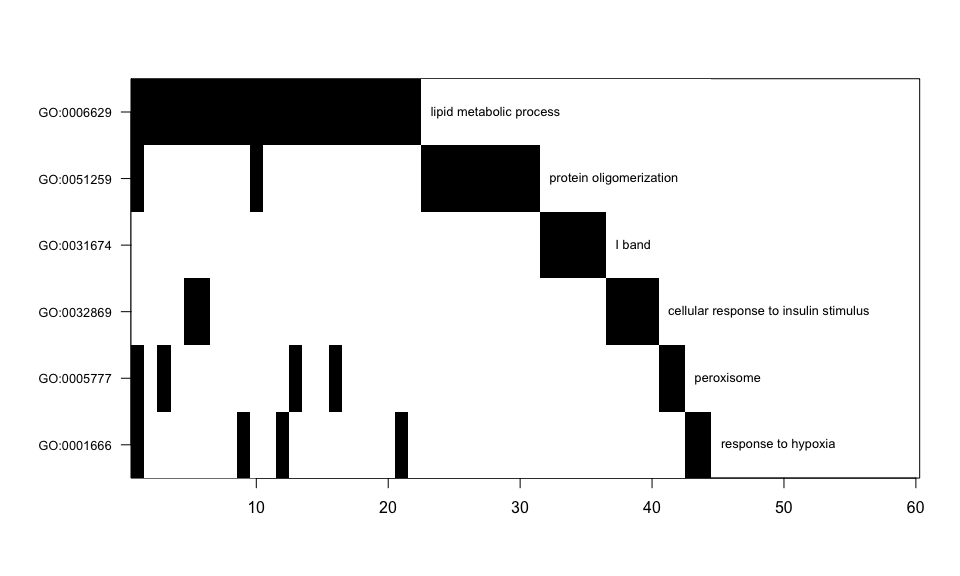 GO:0006629 lipid metabolic process
GO:0051259 protein oligomerization
GO:0031674 I band
GO:0032869 cellular response to insulin stimulus
GO:0005777 peroxisome
GO:0001666 response to hypoxia
10 20 30 40 50 60